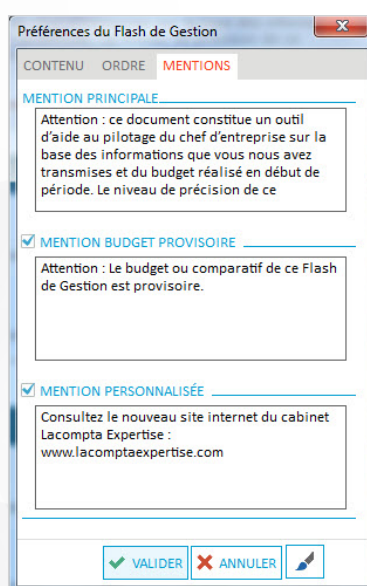 Préférences du Flash de Gestion
CONTENU ORDRE MENTIONS
MENTION PRINCIPALE
Attention : ce document constitue un outil
d'aide au pilotage du chef d'entreprise sur la
base des informations que vous nous avez
transmises et du budget réalisé en début de
période. Le niveau de précision de ce
MENTION BUDGET PROVISOIRE
Attention : Le budget ou comparatif de ce Flash
de Gestion est provisoire.
MENTION PERSONNALISÉE
Consultez le nouveau site internet du cabinet
Lacompta Expertise :
www.lacomptaexpertise.com
VALIDER ANNULER